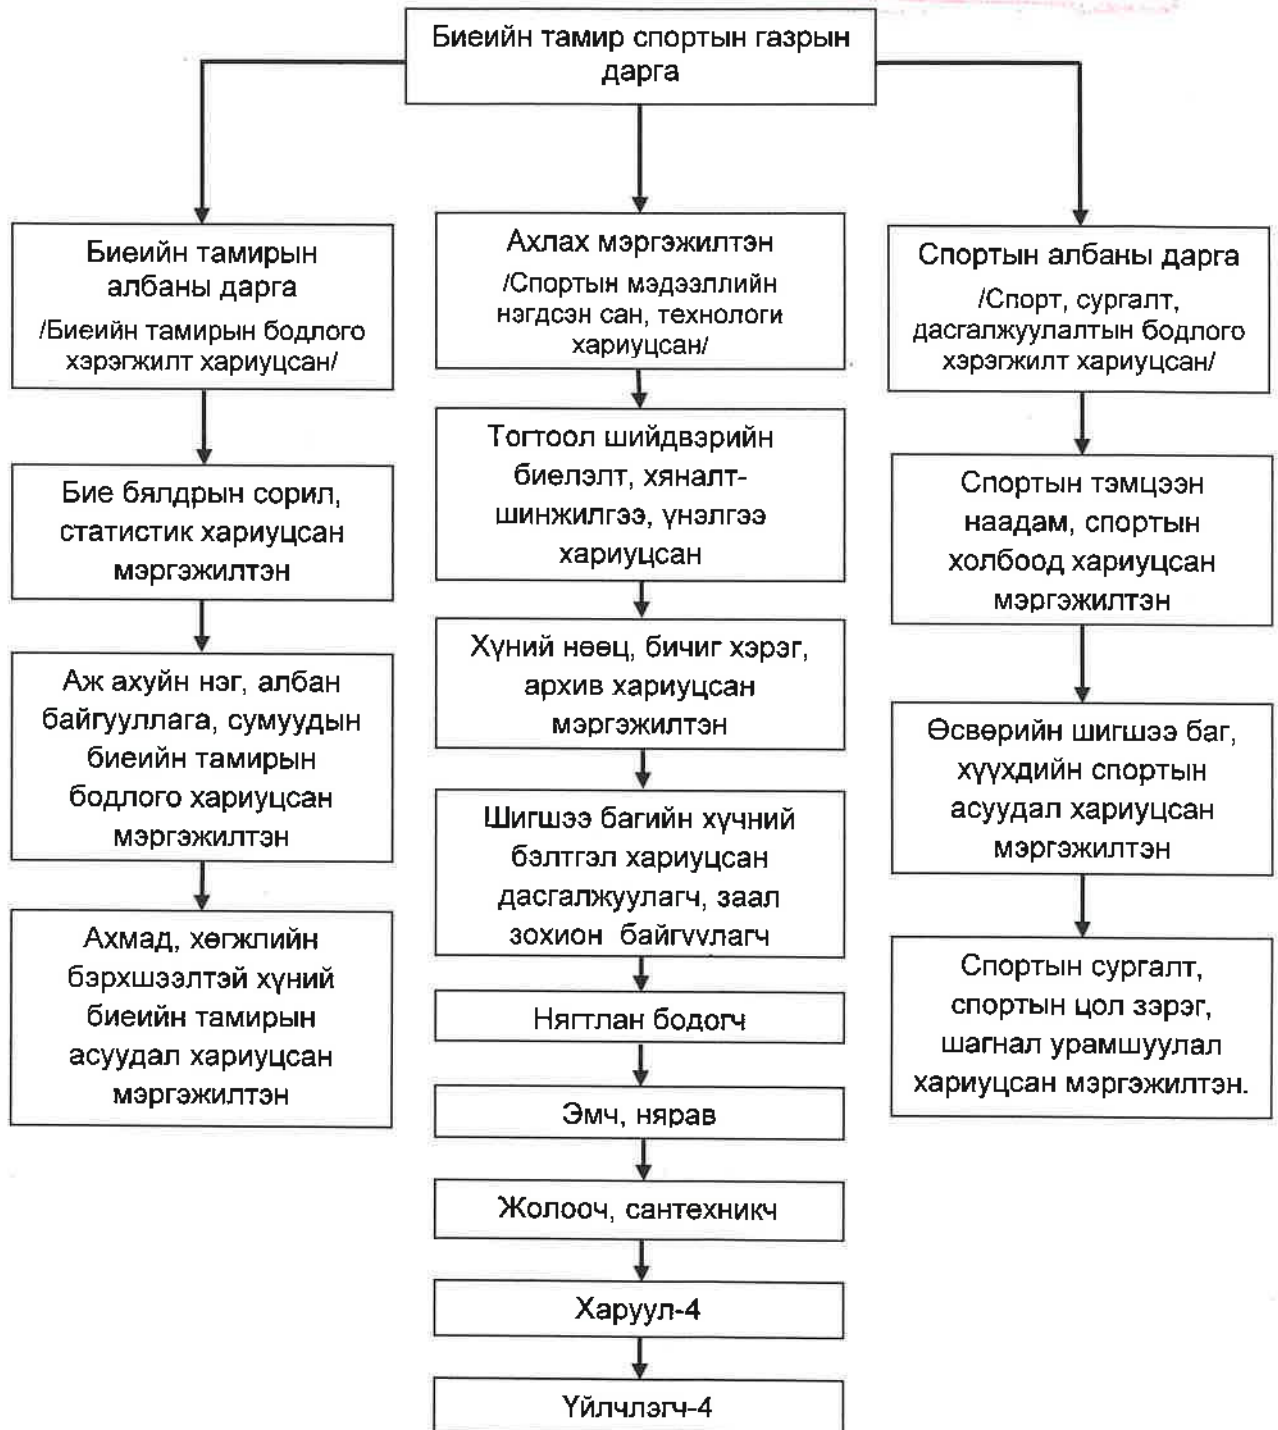 Биеийн тамир спортын газрын
дарга
Биеийн тамирын
албаны дарга
/Биеийн тамирын бодлого
хэрэгжилт хариуцсан/
Бие бялдрын сорил,
статистик хариуцсан
мэргэжилтэн
Аж ахуйн нэг, албан
байгууллага, сумуудын
биеийн тамирын
бодлого хариуцсан
мэргэжилтэн
Ахмад, хөгжлийн
бэрхшээлтэй хүний
биеийн тамирын
асуудал хариуцсан
мэргэжилтэн
Ахлах мэргэжилтэн
/Спортын мэдээллийн
нэгдсэн сан, технологи
хариуцсан/
Тогтоол шийдвэрийн
биелэлт, хяналт-
шинжилгээ, үнэлгээ
хариуцсан
Хүний нөөц, бичиг хэрэг,
архив хариуцсан
мэргэжилтэн
Шигшээ багийн хүчний
бэлтгэл хариуцсан
дасгалжуулагч, заал
зохион байгуулагч
Нягтлан бодогч
Эмч, нярав
Жолооч, сантехникч
Харуул-4
Үйлчлэгч-4
Спортын албаны дарга
/Спорт, сургалт,
дасгалжуулалтын бодлого
хэрэгжилт хариуцсан/
Спортын тэмцээн
наадам, спортын
холбоод хариуцсан
мэргэжилтэн
Өсвөрийн шигшээ баг,
хүүхдийн спортын
асуудал хариуцсан
мэргэжилтэн
Спортын сургалт,
спортын цол зэрэг,
шагнал урамшуулал
хариуцсан мэргэжилтэн.